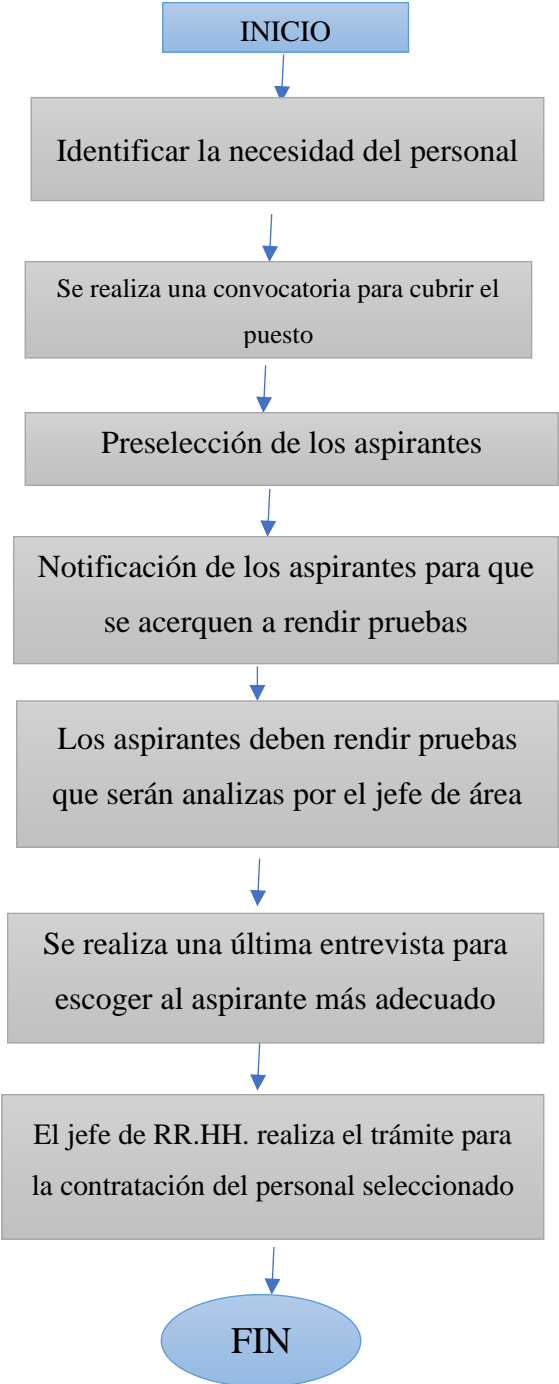 INICIO
Identificar la necesidad del personal
Se realiza una convocatoria para cubrir el
puesto
Preselección de los aspirantes
Notificación de los aspirantes para que
se acerquen a rendir pruebas
Los aspirantes deben rendir pruebas
que serán analizas por el jefe de área
Se realiza una última entrevista para
escoger al aspirante más adecuado
El jefe de RR.HH. realiza el trámite para
la contratación del personal seleccionado
FIN